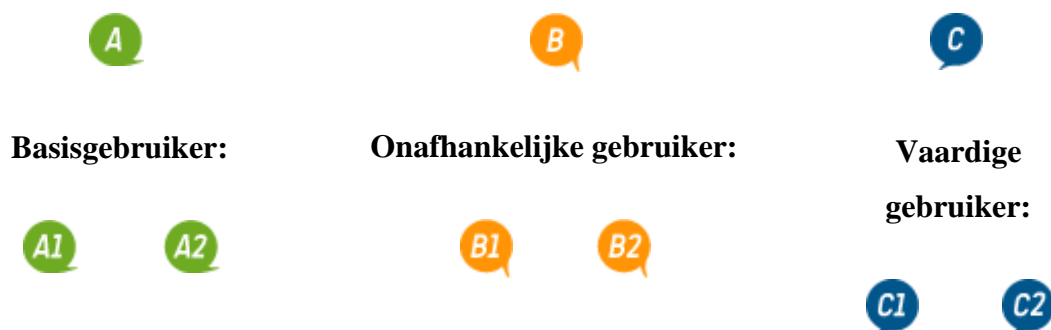 A
B
C
Basisgebruiker:
Onafhankelijke gebruiker:
Vaardige
gebruiker:
A1
A2
B1
B2
C1
C2